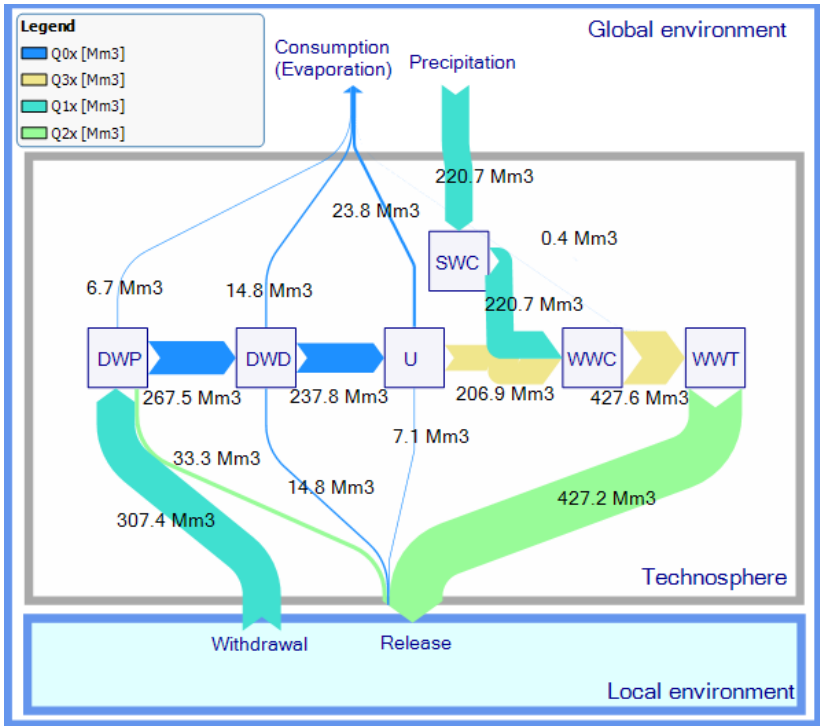 Legend
Q0x [Mm3]
Q3x [Mm3]
Q1x [Mm3]
Q2x [Mm3]
Consumption
(Evaporation)
Precipitation
Global environment
220.7 Mm3
23.8 Mm3
0.4 Mm3
SWC
6.7 Mm3
14.8 Mm3
220.7 Mm3
DWP
DWD
U
WWC
WWT
267.5 Mm3
237.8 Mm3
206.9 Mm3
427.6 Mm3
7.1 Mm3
33.3 Mm3
14.8 Mm3
427.2 Mm3
307.4 Mm3
Technosphere
Withdrawal
Release
Local environment